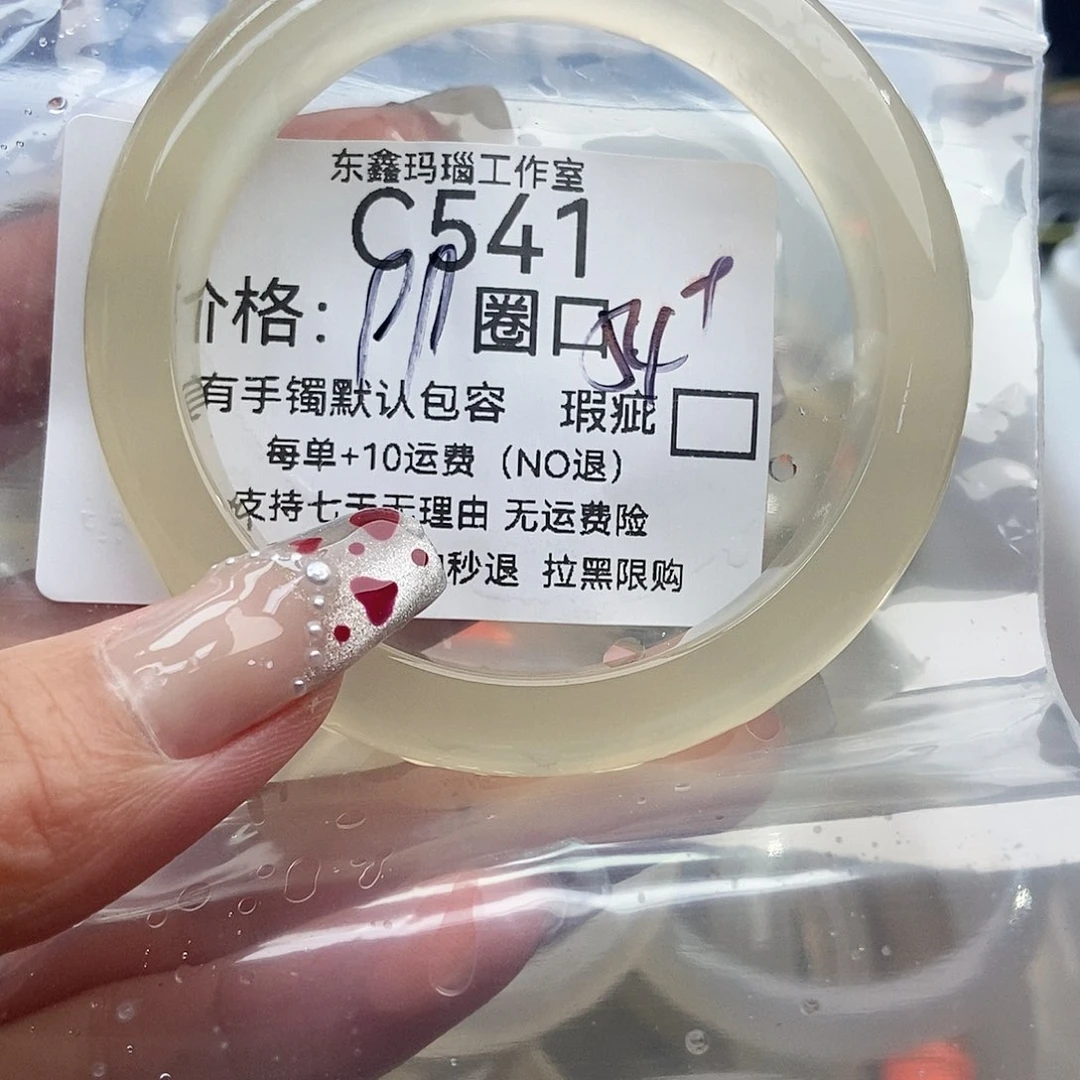 东鑫玛瑙工作室
C541
价格： 圈口 54+
有手镯默认包容 瑕疵
每单+10运费（NO退）
支持七天无理由 无运费险
秒退 拉黑限购